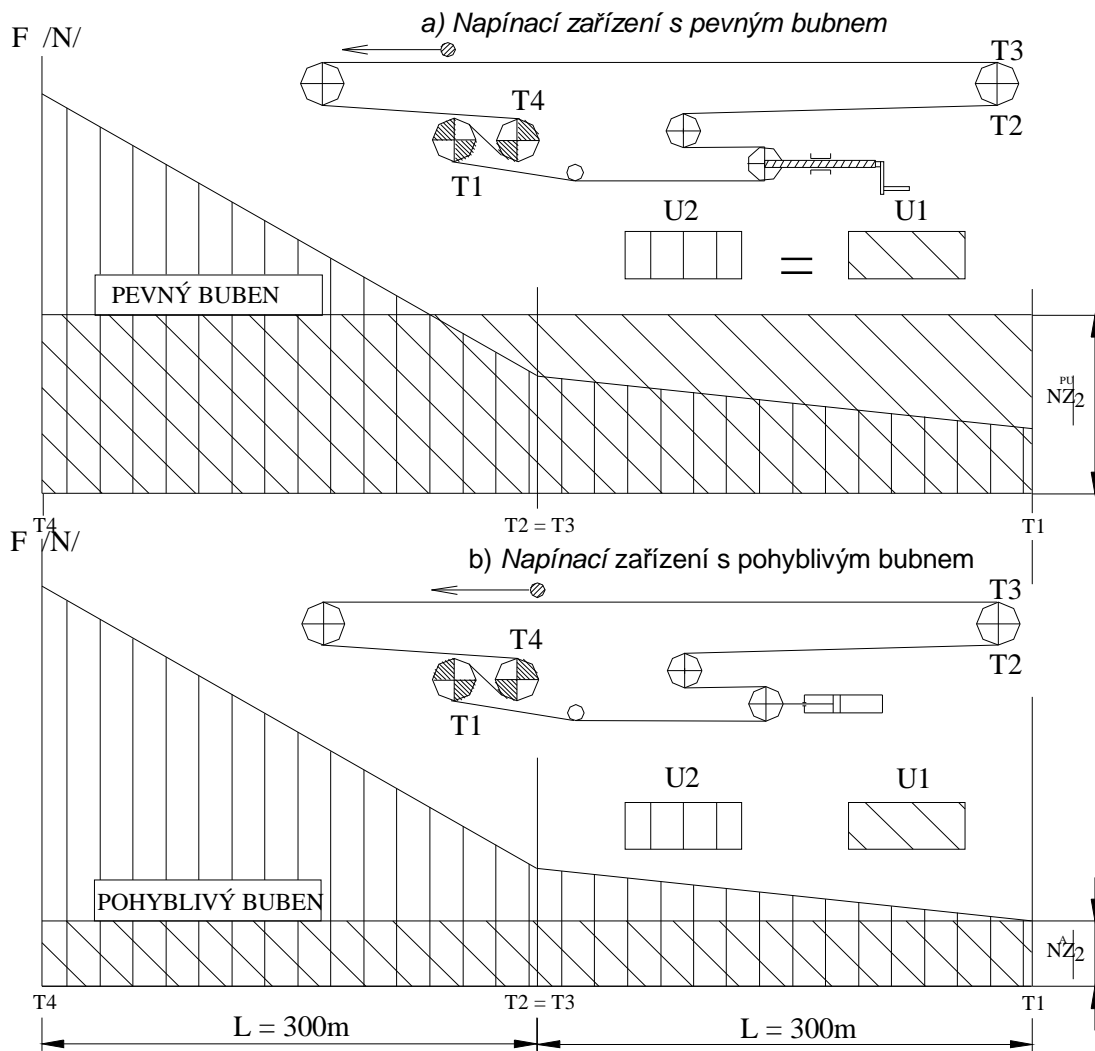 a) Napínací zařízení s pevným bubnem
F /N/
T3
T4
T2
T1
U2
U1
=
PEVNÝ BUBEN
PU
NZ2
T4
T2 = T3
T1
F /N/
b) Napínací zařízení s pohyblivým bubnem
T3
T4
T2
T1
U2
U1
POHYBLIVÝ BUBEN
A
NZ2
T4
T2 = T3
T1
L = 300m
L = 300m